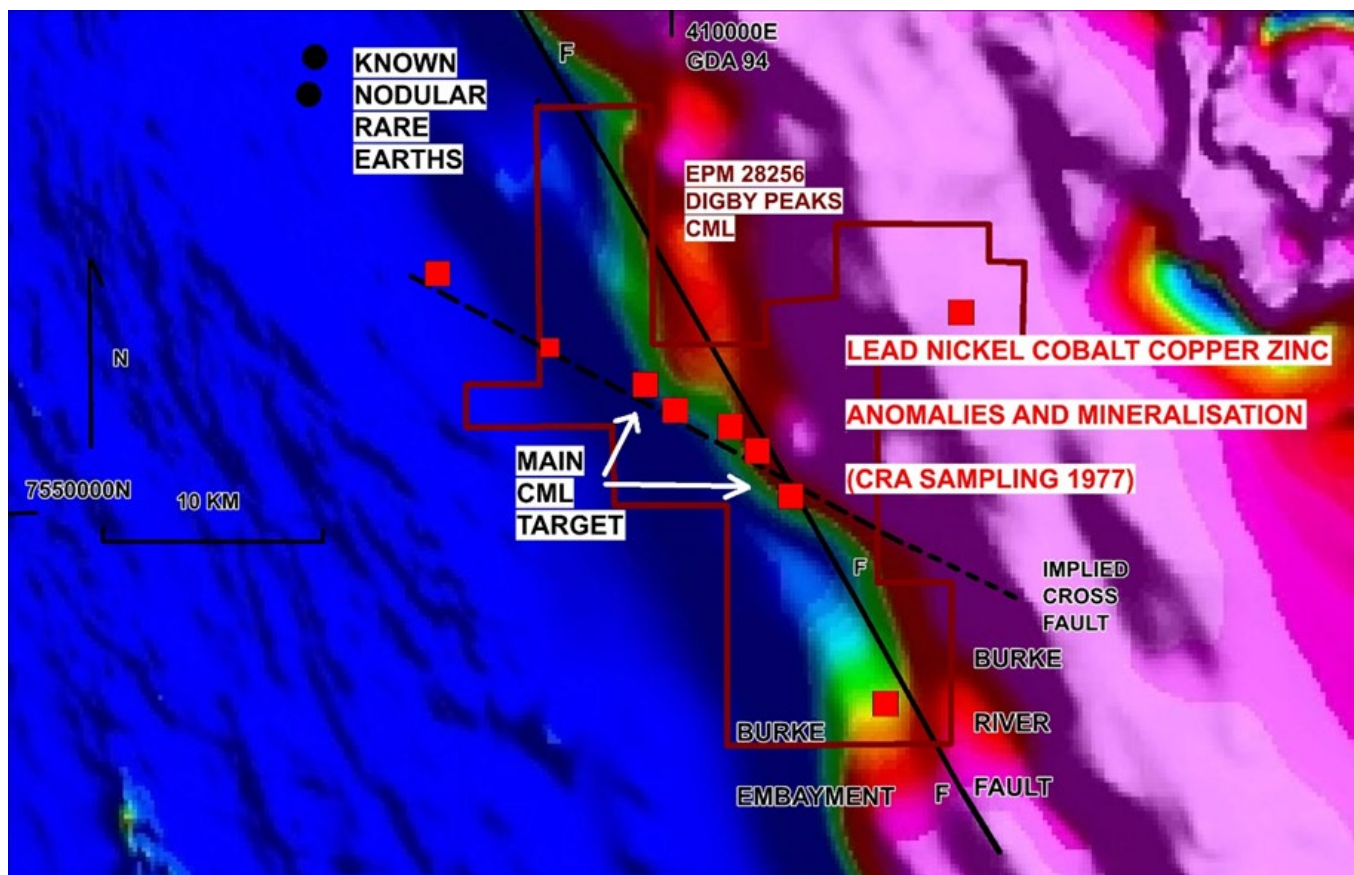 F
410000E
GDA 94
KNOWN
NODULAR
RARE
EARTHS
EPM 28256
DIGBY PEAKS
CML
N
LEAD NICKEL COBALT COPPER ZINC
ANOMALIES AND MINERALISATION
(CRA SAMPLING 1977)
MAIN
CML
TARGET
7550000N
10 KM
F
IMPLIED
CROSS
FAULT
BURKE
RIVER
FAULT
BURKE
EMBAYMENT
F